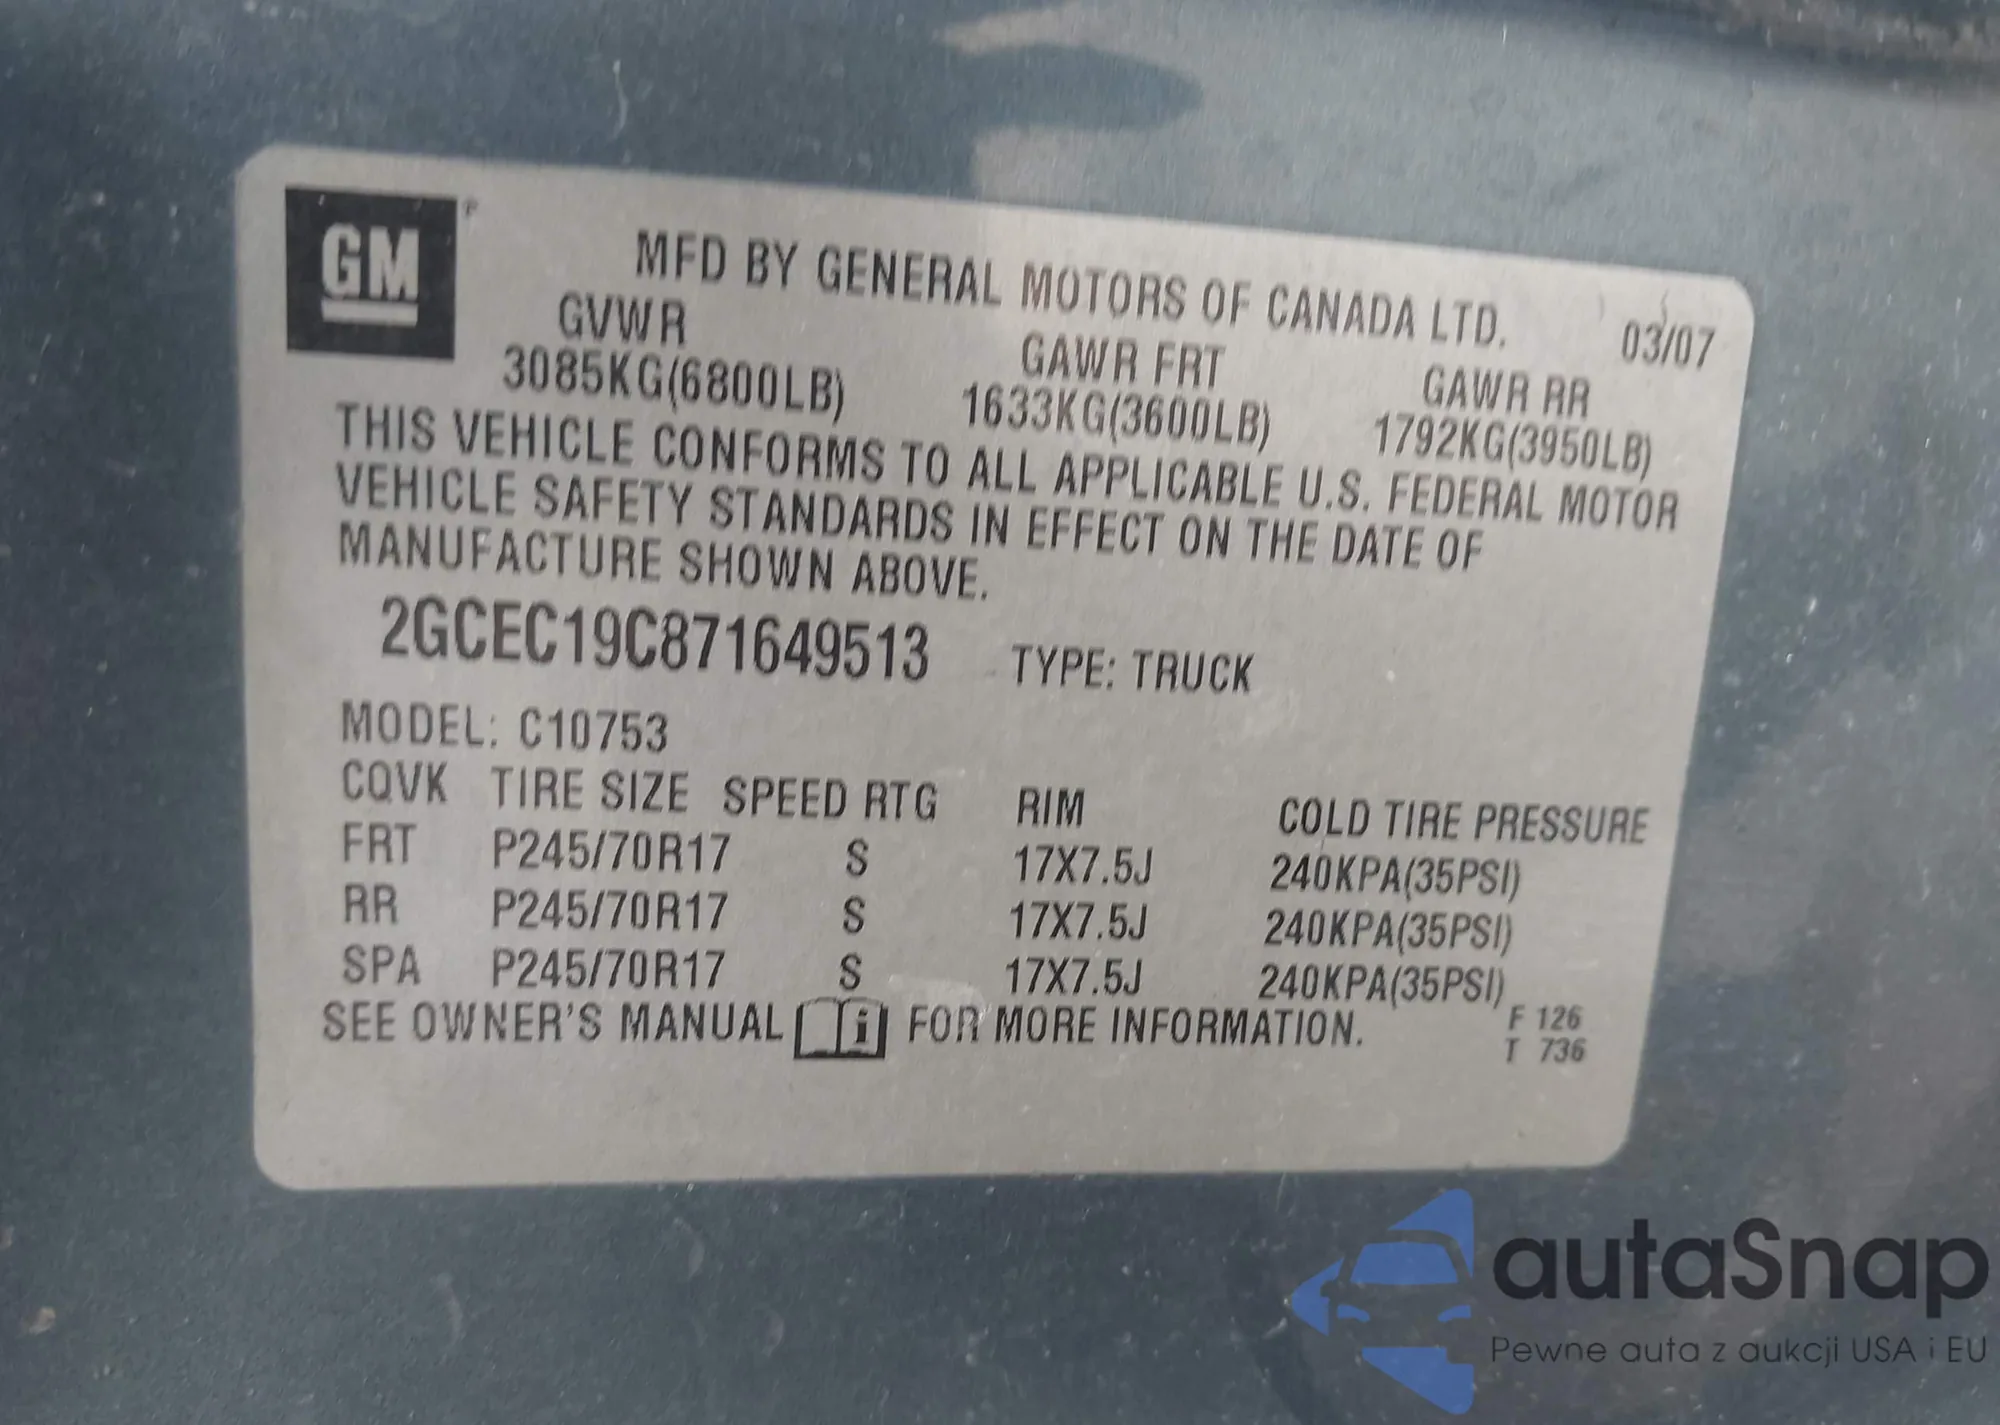 GM
MFD BY GENERAL MOTORS OF CANADA LTD.
03/07
GVWR GAWR FRT GAWR RR
3085KG(6800LB) 1633KG(3600LB) 1792KG(3950LB)
THIS VEHICLE CONFORMS TO ALL APPLICABLE U.S. FEDERAL MOTOR
VEHICLE SAFETY STANDARDS IN EFFECT ON THE DATE OF
MANUFACTURE SHOWN ABOVE.
2GCEC19C871649513 TYPE: TRUCK
MODEL: C10753
CQVK TIRE SIZE SPEED RTG RIM COLD TIRE PRESSURE
FRT P245/70R17 S 17X7.5J 240KPA(35PSI)
RR P245/70R17 S 17X7.5J 240KPA(35PSI)
SPA P245/70R17 S 17X7.5J 240KPA(35PSI)
SEE OWNER'S MANUAL i FOR MORE INFORMATION.
F 126
T 736
autaSnap
Pewne auta z aukcji USA i EU